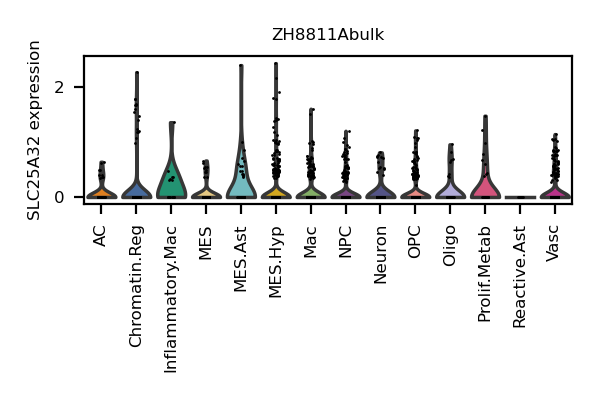 ZH8811Abulk
SLC25A32 expression
2
0
AC
Chromatin.Reg
Inflammatory.Mac
MES
MES.Ast
MES.Hyp
Mac
NPC
Neuron
OPC
Oligo
Prolif.Metab
Reactive.Ast
Vasc